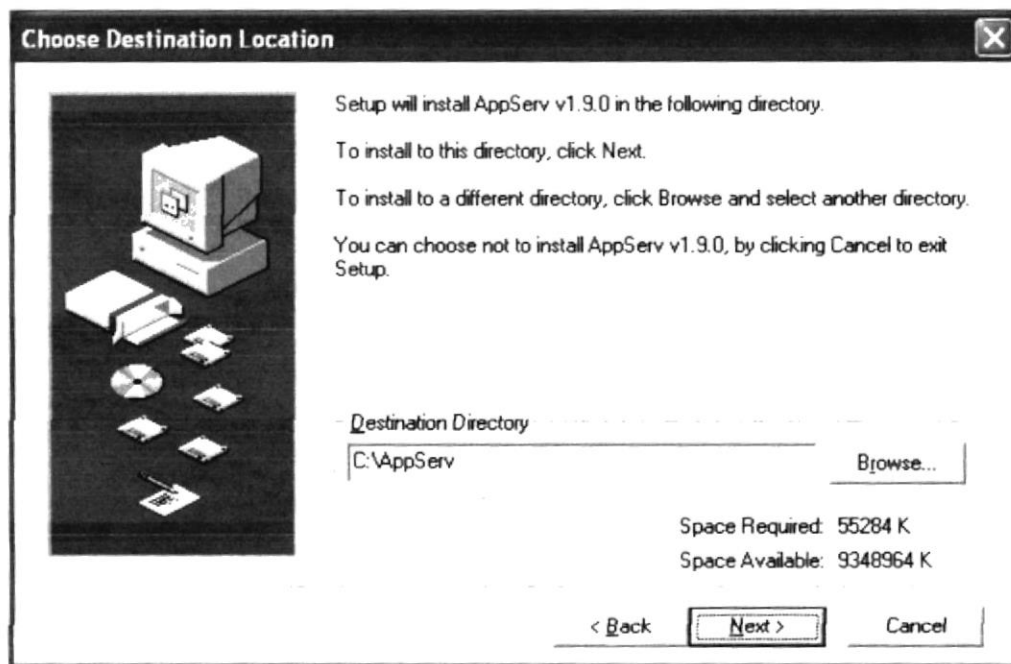 Choose Destination Location
Setup will install AppServ v1.9.0 in the following directory.
To install to this directory, click Next.
To install to a different directory, click Browse and select another directory.
You can choose not to install AppServ v1.9.0, by clicking Cancel to exit
Setup.
Destination Directory
C:\AppServ
Browse...
Space Required: 55284 K
Space Available: 9348964 K
< Back
Next >
Cancel